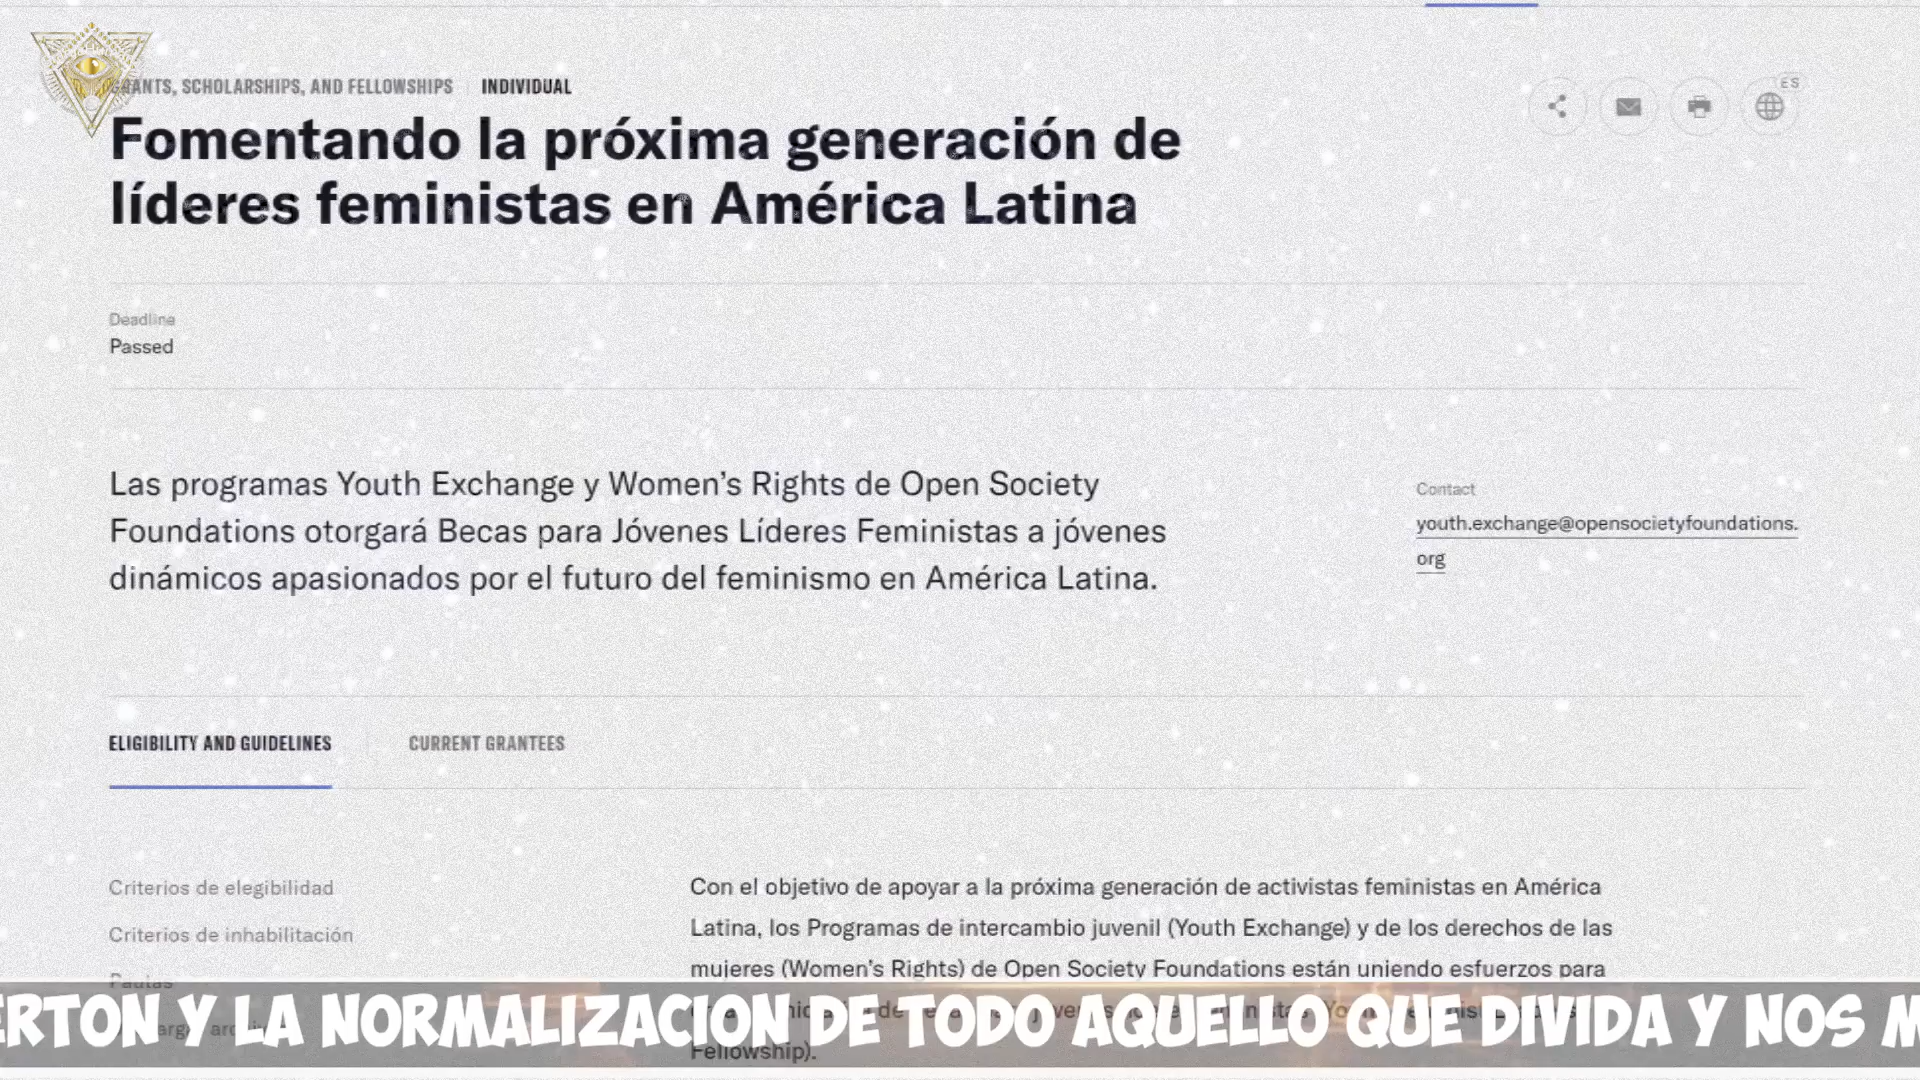 GRANTS, SCHOLARSHIPS, AND FELLOWSHIPS INDIVIDUAL
ES
Fomentando la próxima generación de
líderes feministas en América Latina
Deadline
Passed
Las programas Youth Exchange y Women's Rights de Open Society
Foundations otorgará Becas para Jóvenes Líderes Feministas a jóvenes
dinámicos apasionados por el futuro del feminismo en América Latina.
Contact
youth.exchange@opensocietyfoundations.
org
ELIGIBILITY AND GUIDELINES CURRENT GRANTEES
Criterios de elegibilidad
Criterios de inhabilitación
Pautas
Con el objetivo de apoyar a la próxima generación de activistas feministas en América
Latina, los Programas de intercambio juvenil (Youth Exchange) y de los derechos de las
mujeres (Women's Rights) de Open Society Foundations están uniendo esfuerzos para
Fellowship).
ERTON Y LA NORMALIZACION DE TODO AQUELLO QUE DIVIDA Y NOS M